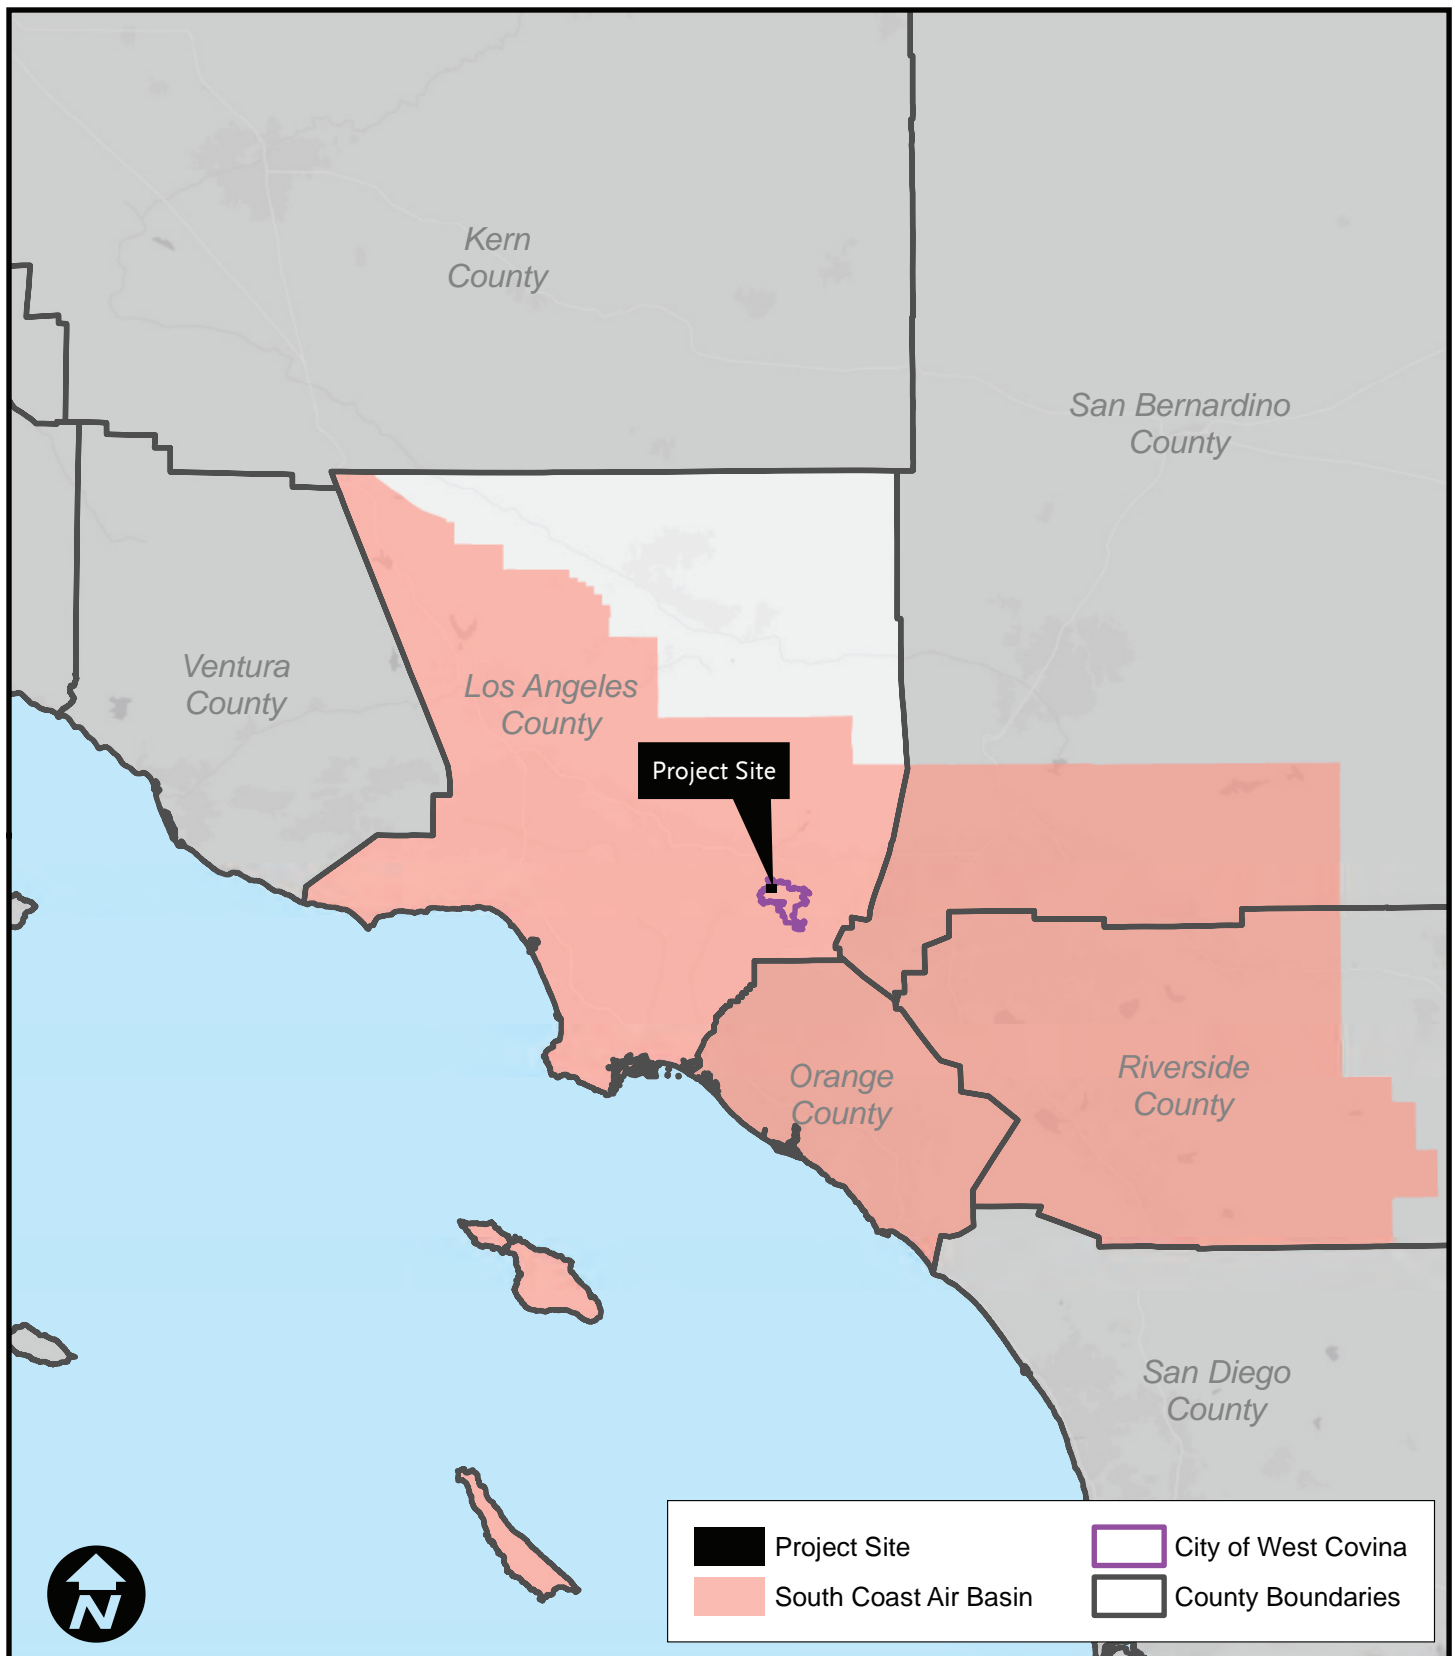 Kern
County
San Bernardino
County
Ventura
County
Los Angeles
County
Project Site
Orange
County
Riverside
County
San Diego
County
Project Site
South Coast Air Basin
City of West Covina
County Boundaries
N